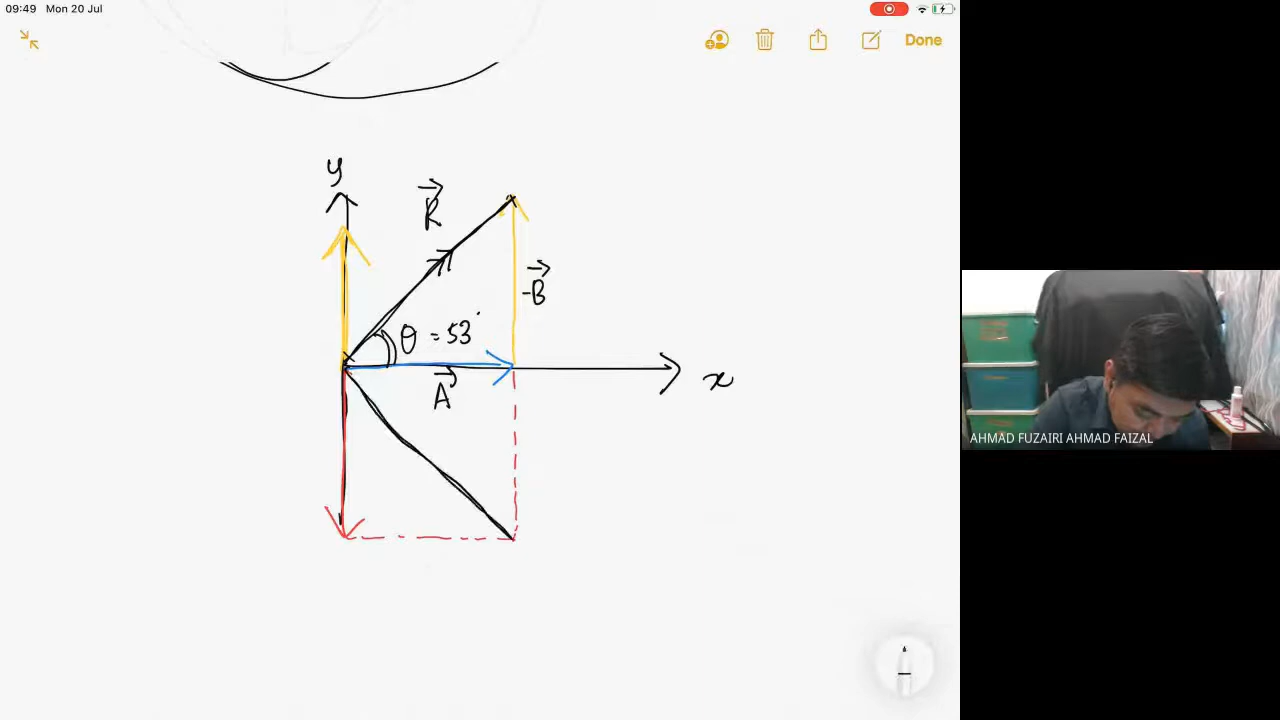 09:49 Mon 20 Jul
Done
y
R
-B
θ = 53°
A
x
AHMAD FUZAIRI AHMAD FAIZAL